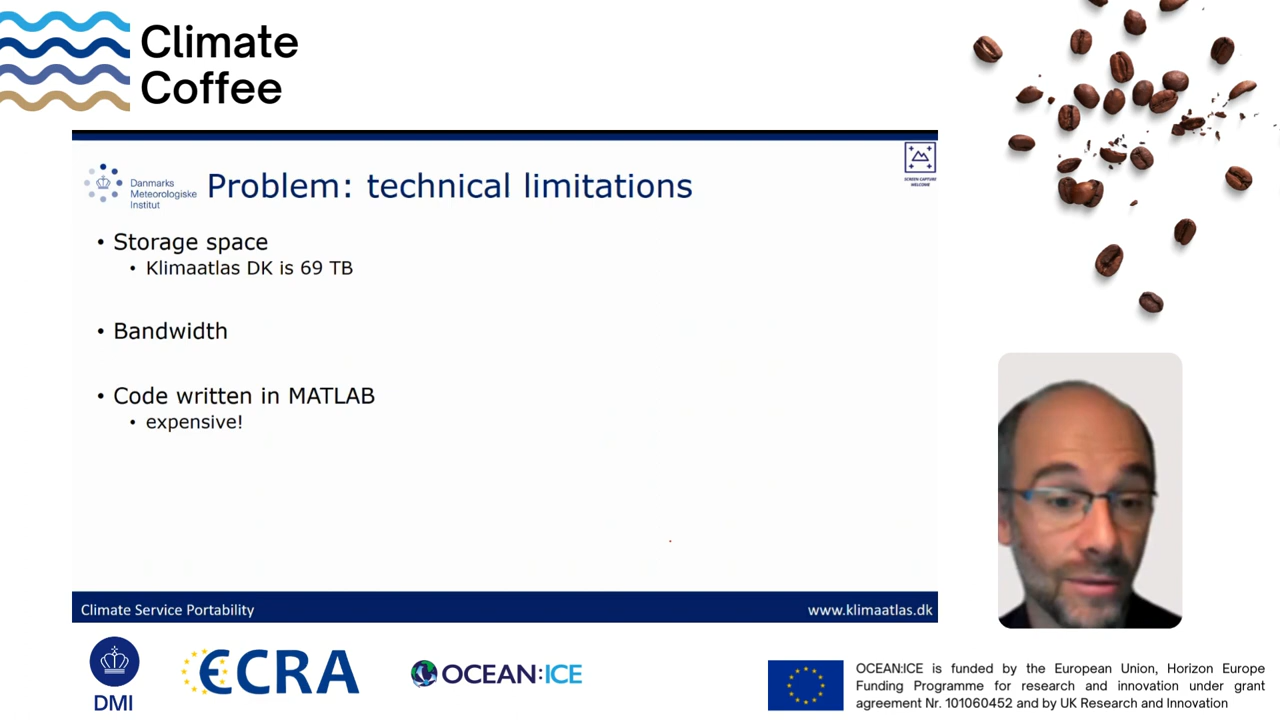 Climate
Coffee
Danmarks
Meteorologiske
Institut
Problem: technical limitations
SCREEN CAPTURE
WELCOME
• Storage space
• Klimaatlas DK is 69 TB
• Bandwidth
• Code written in MATLAB
• expensive!
Climate Service Portability
www.klimaatlas.dk
DMI
ECRA
OCEAN:ICE
OCEAN:ICE is funded by the European Union, Horizon Europe
Funding Programme for research and innovation under grant
agreement Nr. 101060452 and by UK Research and Innovation